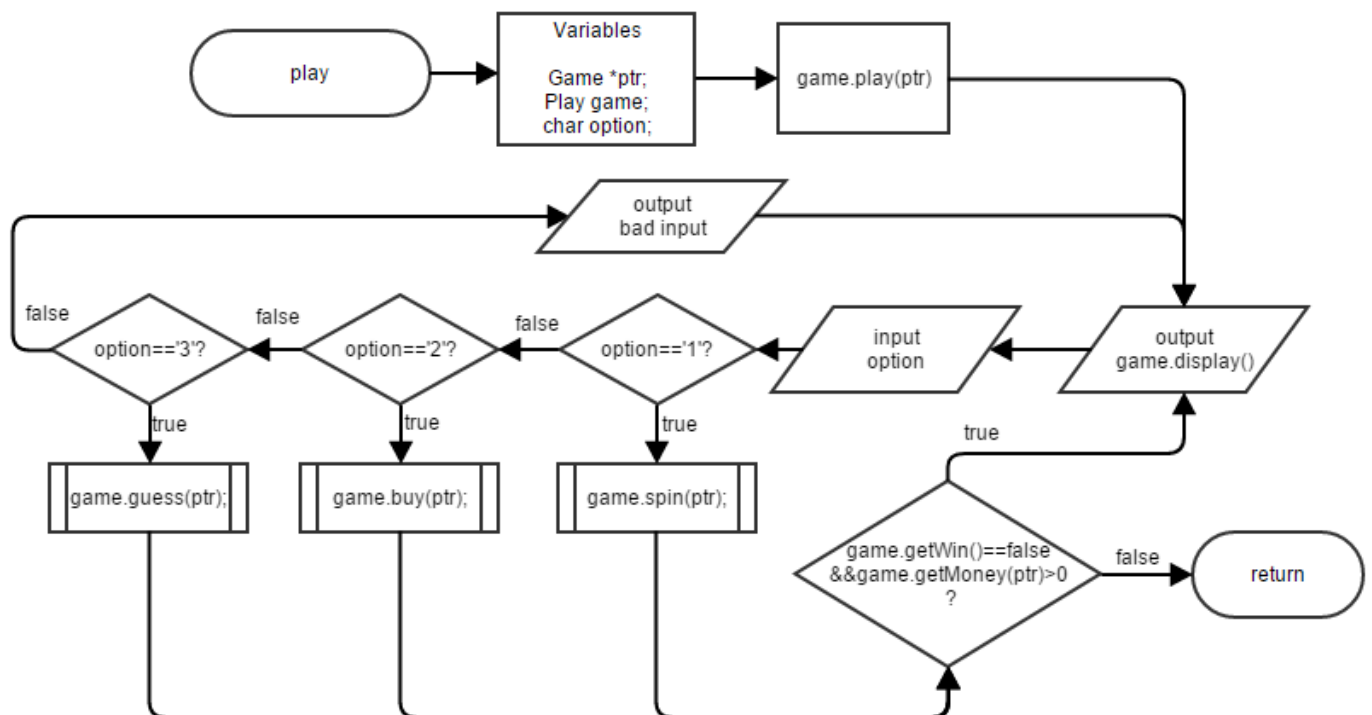 play
Variables
Game *ptr;
Play game;
char option;
game.play(ptr)
output
bad input
false
option=='3'?
false
option=='2'?
false
option=='1'?
input
option
output
game.display()
true
true
true
true
game.guess(ptr);
game.buy(ptr);
game.spin(ptr);
game.getWin()==false
&&game.getMoney(ptr)>0
?
false
return